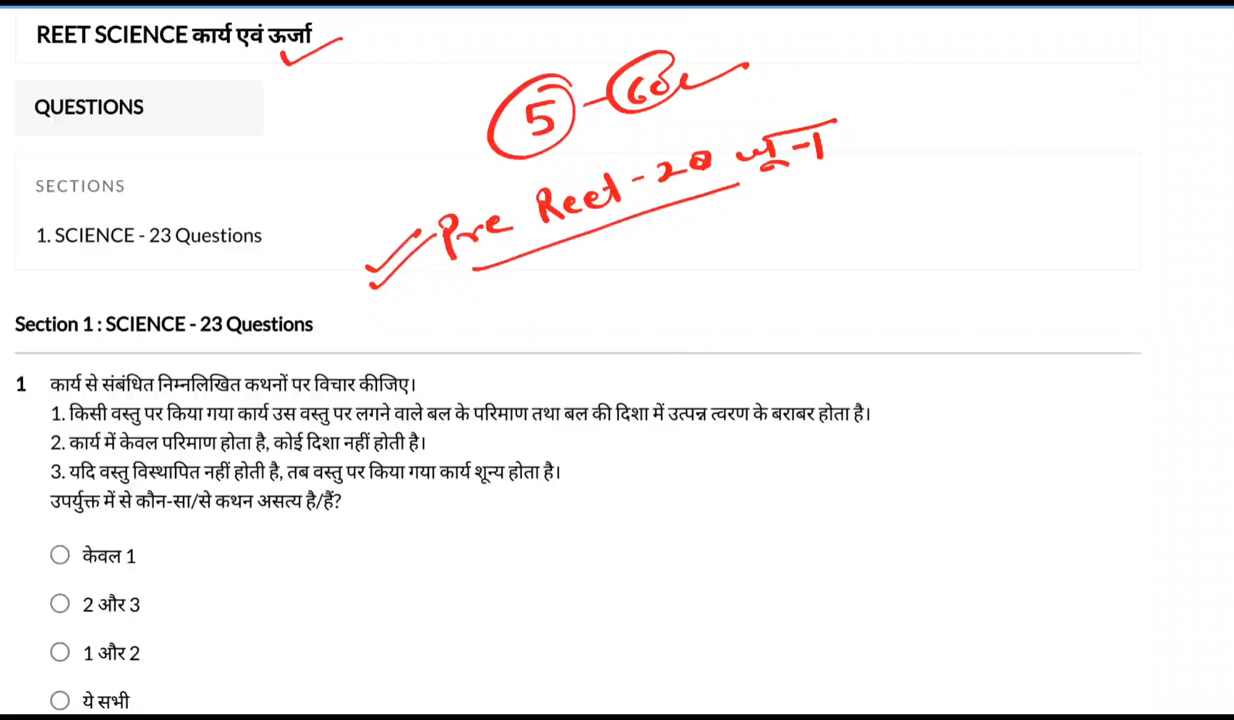 REET SCIENCE कार्य एवं ऊर्जा
5 -
QUESTIONS
Pre Reet - 20 जून
SECTIONS
1. SCIENCE - 23 Questions
Section 1 : SCIENCE - 23 Questions
1 कार्य से संबंधित निम्नलिखित कथनों पर विचार कीजिए।
1. किसी वस्तु पर किया गया कार्य उस वस्तु पर लगने वाले बल के परिमाण तथा बल की दिशा में उत्पन्न त्वरण के बराबर होता है।
2. कार्य में केवल परिमाण होता है, कोई दिशा नहीं होती है।
3. यदि वस्तु विस्थापित नहीं होती है, तब वस्तु पर किया गया कार्य शून्य होता है।
उपर्युक्त में से कौन-सा/से कथन असत्य है/हैं?
केवल 1
2 और 3
1 और 2
ये सभी